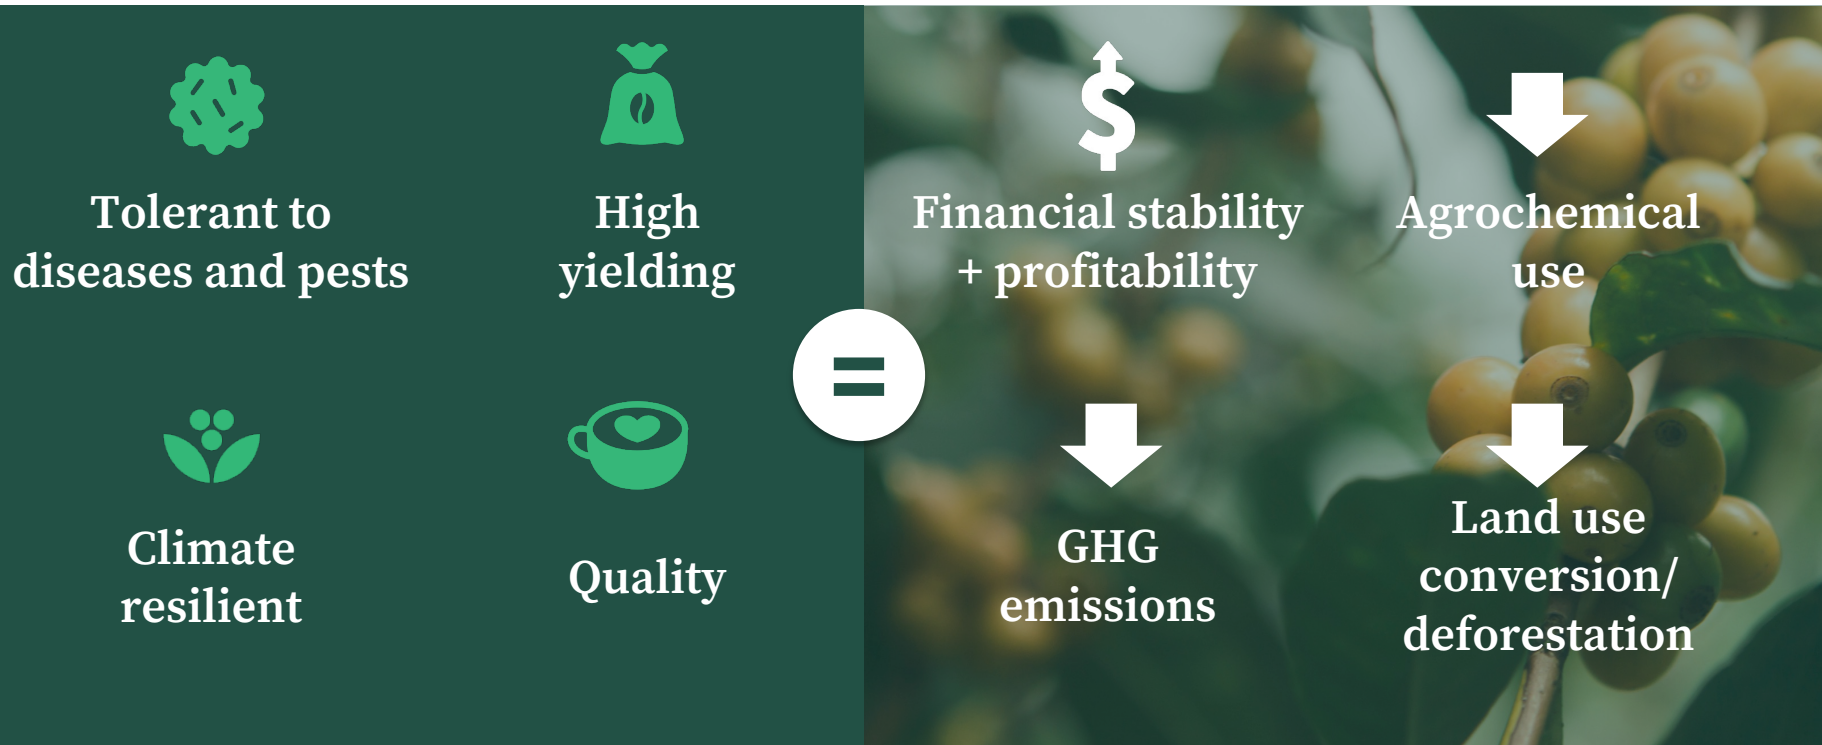 Tolerant to
diseases and pests
High
yielding
Climate
resilient
Quality
=
Financial stability
+ profitability
Agrochemical
use
GHG
emissions
Land use
conversion/
deforestation